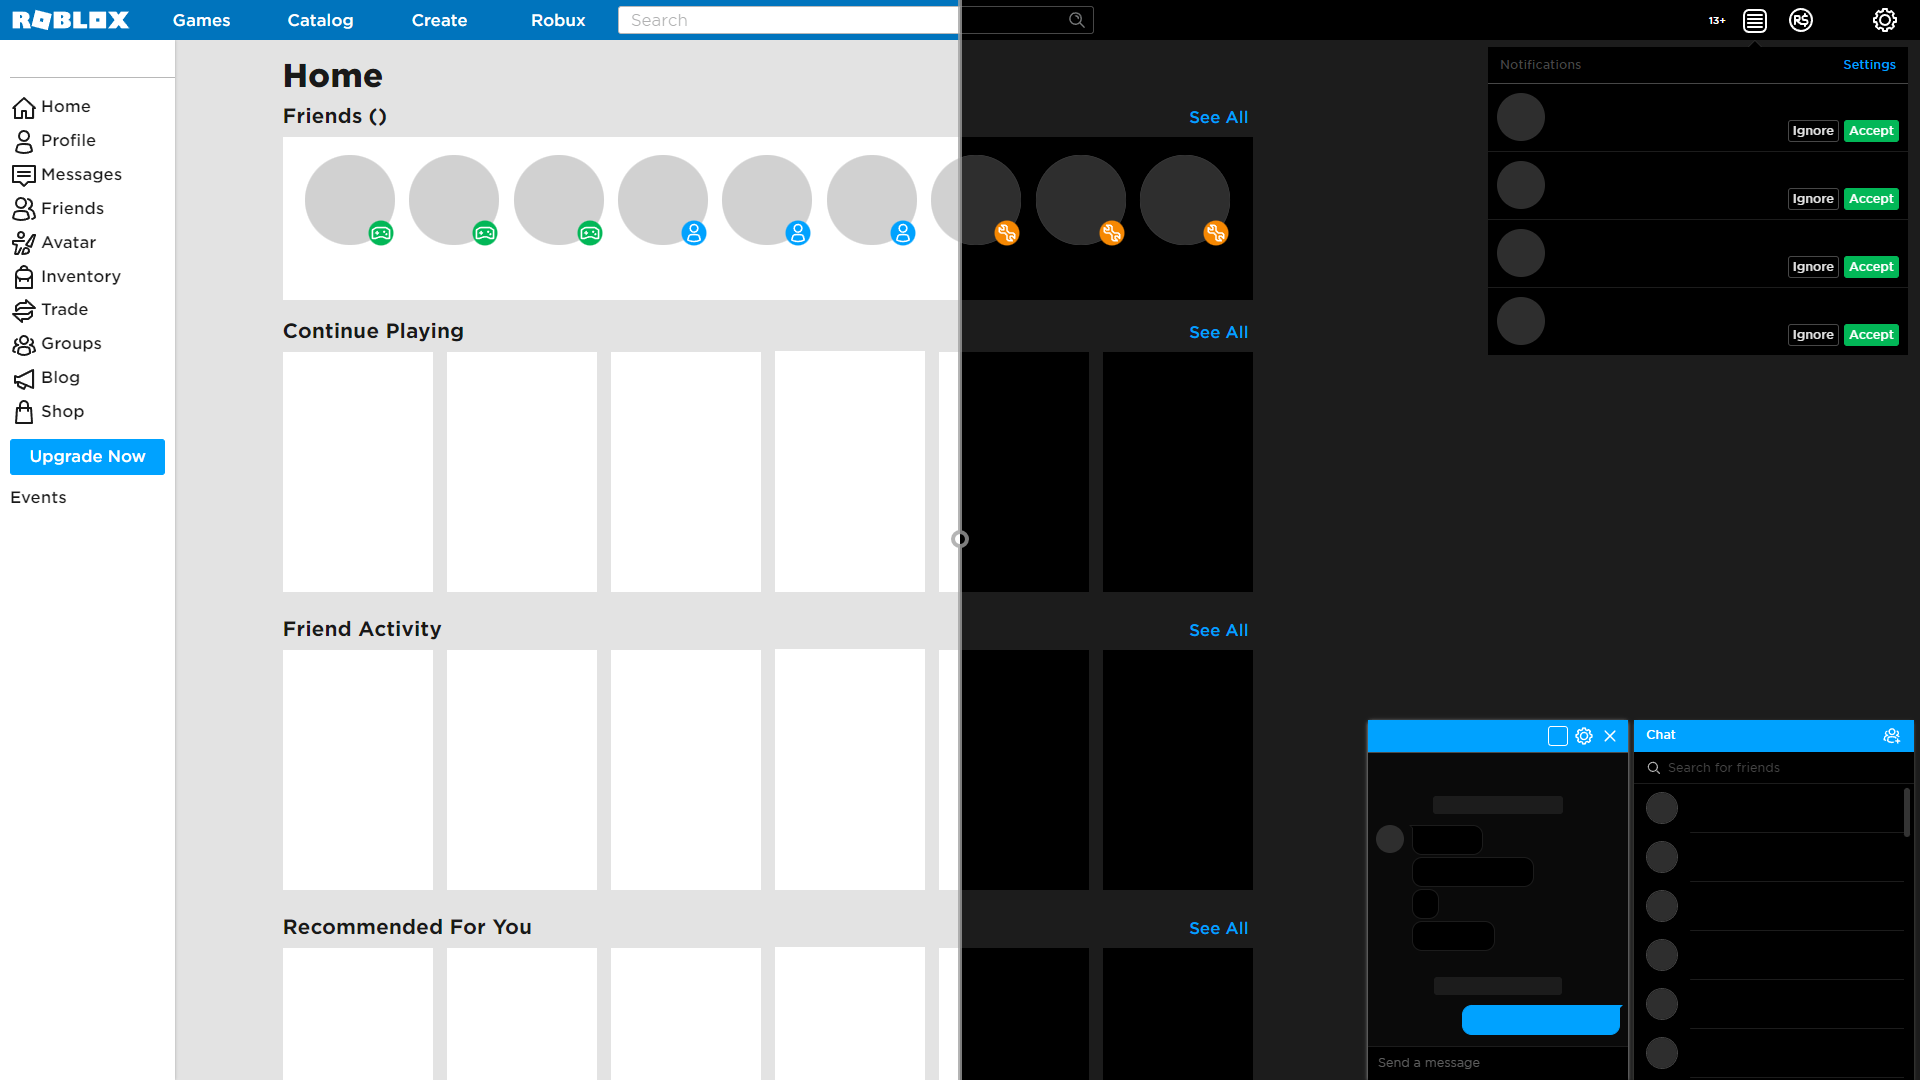 ROBLOX Games Catalog Create Robux Search 13+ R$
Home
Profile
Messages
Friends
Avatar
Inventory
Trade
Groups
Blog
Shop
Upgrade Now
Events
Home
Friends () See All
Continue Playing See All
Friend Activity See All
Recommended For You See All
Notifications Settings
Ignore Accept
Ignore Accept
Ignore Accept
Ignore Accept
Send a message
Chat
Search for friends